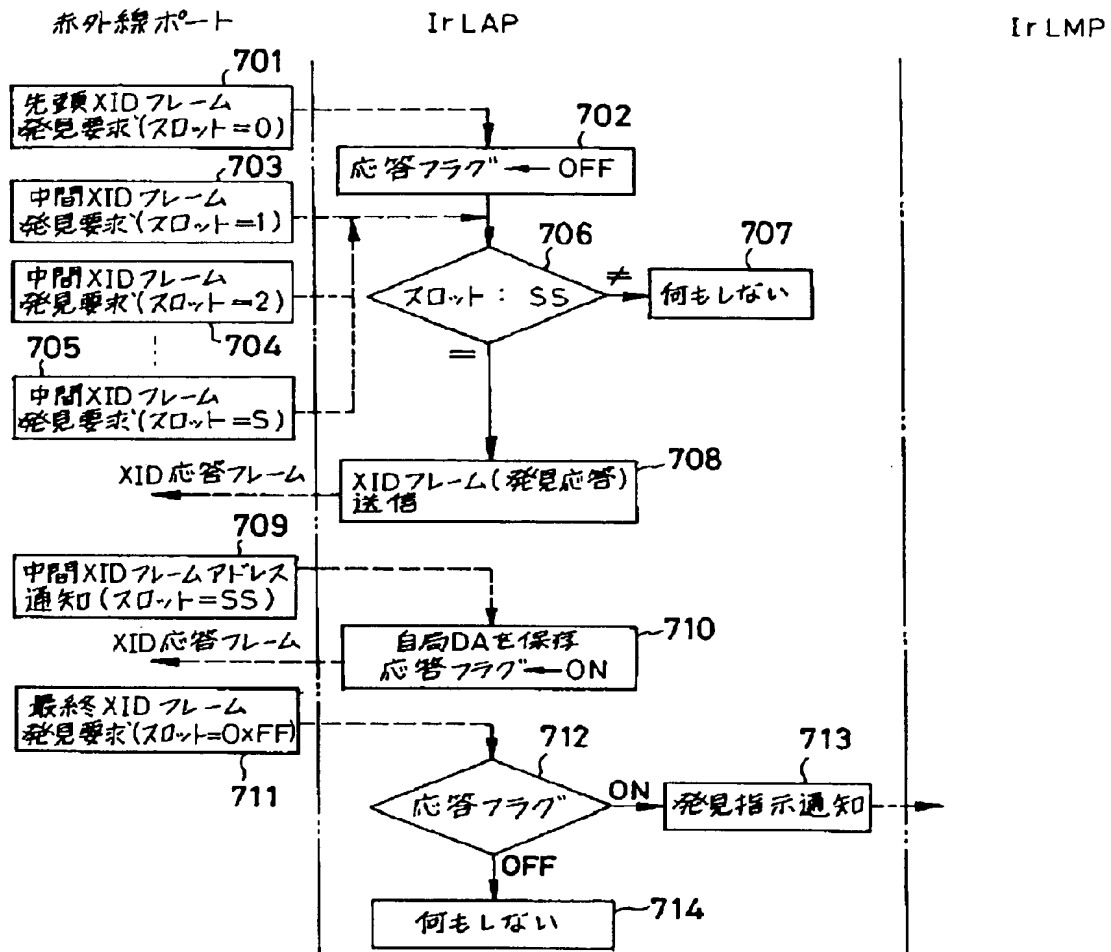 赤外線ポート
IrLAP
IrLMP
701
先頭XIDフレーム
発見要求(スロット=0)
702
応答フラグ←OFF
703
中間XIDフレーム
発見要求(スロット=1)
706
スロット: SS
≠
707
何もしない
中間XIDフレーム
発見要求(スロット=2)
704
705
中間XIDフレーム
発見要求(スロット=S)
=
XID応答フレーム
XIDフレーム(発見応答)
送信
708
709
中間XIDフレームアドレス
通知(スロット=SS)
XID応答フレーム
自局DAを保存
応答フラグ←ON
710
最終XIDフレーム
発見要求(スロット=0×FF)
711
712
応答フラグ
ON
713
発見指示通知
OFF
何もしない
714